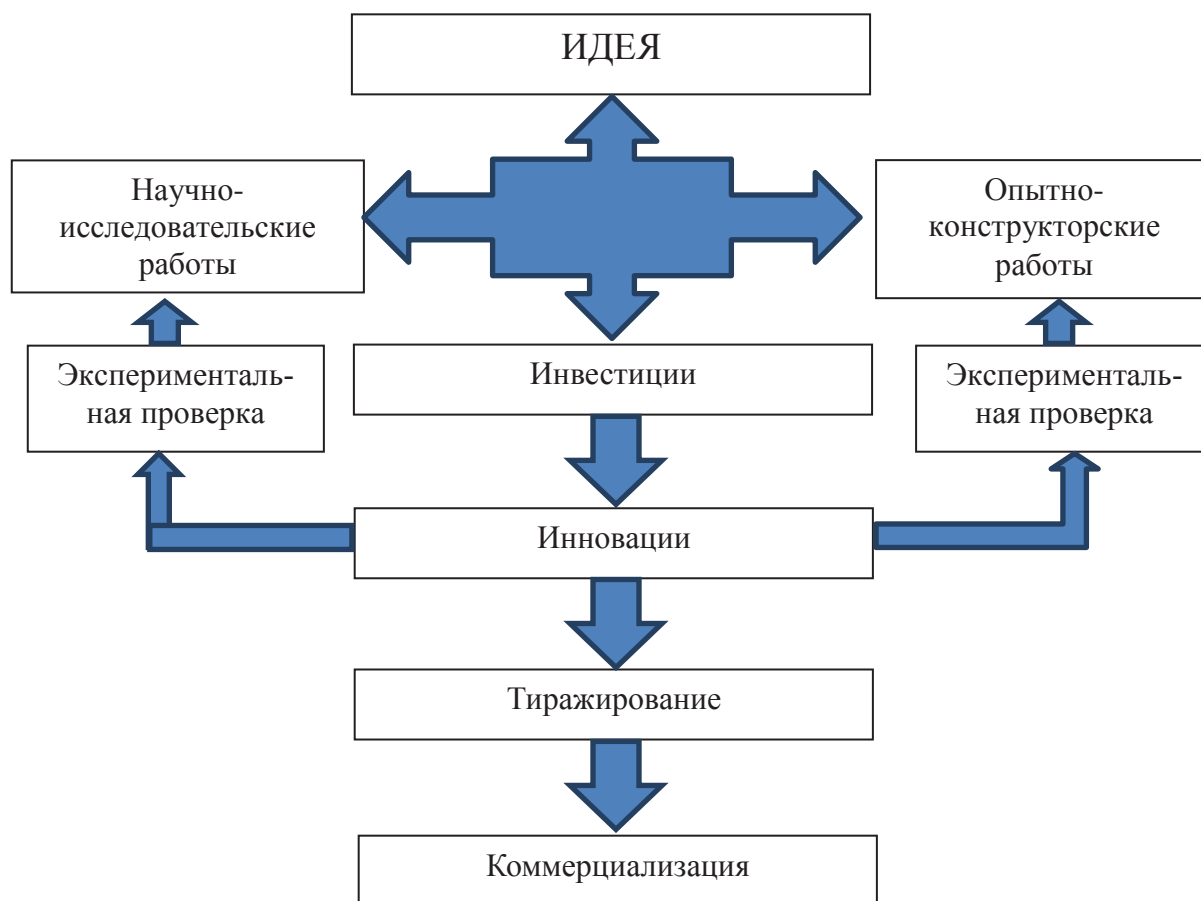 ИДЕЯ
Научно-
исследовательские
работы
Опытно-
конструкторские
работы
Эксперименталь-
ная проверка
Инвестиции
Эксперименталь-
ная проверка
Инновации
Тиражирование
Коммерциализация